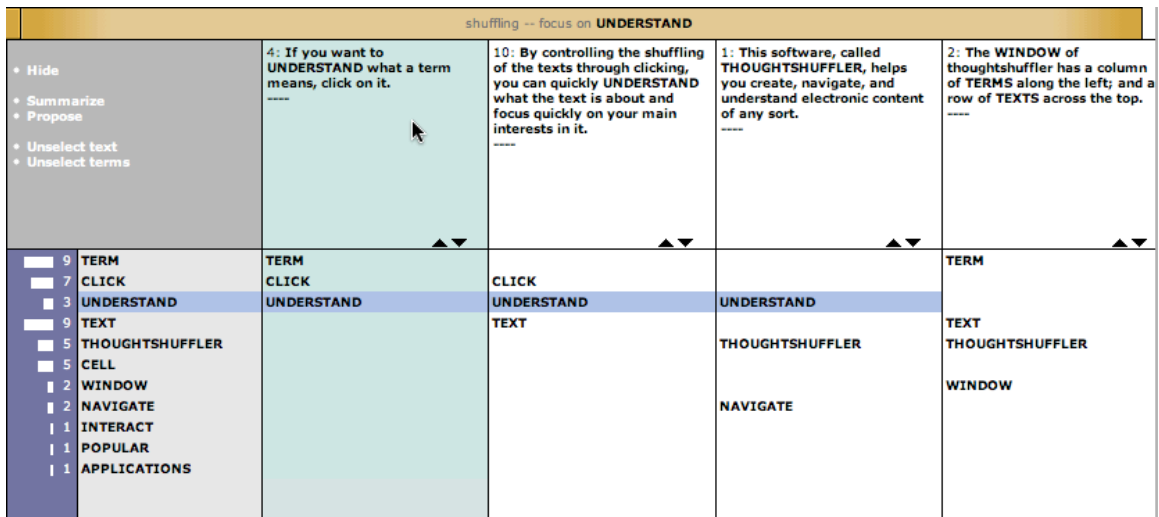 shuffling -- focus on UNDERSTAND
• Hide
• Summarize
• Propose
• Unselect text
• Unselect terms
4: If you want to
UNDERSTAND what a term
means, click on it.
----
10: By controlling the shuffling
of the texts through clicking,
you can quickly UNDERSTAND
what the text is about and
focus quickly on your main
interests in it.
----
1: This software, called
THOUGHTSHUFFLER, helps
you create, navigate, and
understand electronic content
of any sort.
----
2: The WINDOW of
thoughtshuffler has a column
of TERMS along the left; and a
row of TEXTS across the top.
----
9 TERM TERM TERM
7 CLICK CLICK CLICK
3 UNDERSTAND UNDERSTAND UNDERSTAND UNDERSTAND
9 TEXT TEXT TEXT
5 THOUGHTSHUFFLER THOUGHTSHUFFLER THOUGHTSHUFFLER
5 CELL
2 WINDOW WINDOW
2 NAVIGATE NAVIGATE
1 INTERACT
1 POPULAR
1 APPLICATIONS